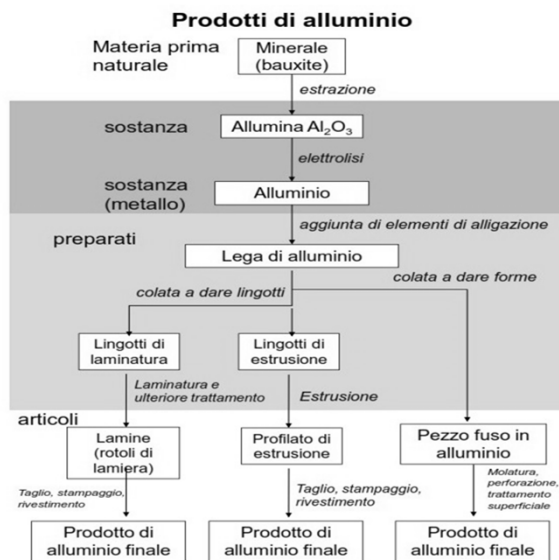 Prodotti di alluminio
Materia prima
naturale
Minerale
(bauxite)
estrazione
sostanza
Allumina Al₂O₃
elettrolisi
sostanza
(metallo)
Alluminio
aggiunta di elementi di alligazione
preparati
Lega di alluminio
colata a dare forme
colata a dare lingotti
Lingotti di
laminatura
Lingotti di
estrusione
Laminatura e
ulteriore trattamento
Estrusione
articoli
Lamine
(rotoli di
lamiera)
Profilato di
estrusione
Pezzo fuso in
alluminio
Taglio, stampaggio,
rivestimento
Taglio, stampaggio,
rivestimento
Molatura,
perforazione,
trattamento
superficiale
Prodotto di
alluminio finale
Prodotto di
alluminio finale
Prodotto di
alluminio finale